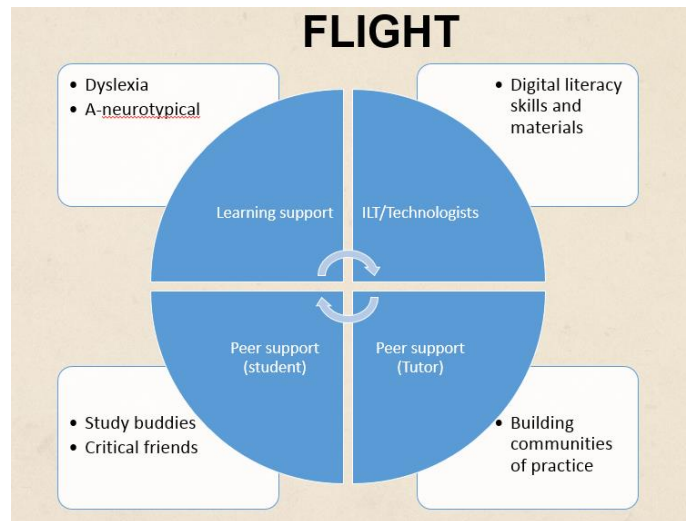 FLIGHT
• Dyslexia
• A-neurotypical
• Digital literacy
skills and
materials
Learning support
ILT/Technologists
Peer support
(student)
Peer support
(Tutor)
• Study buddies
• Critical friends
• Building
communities
of practice